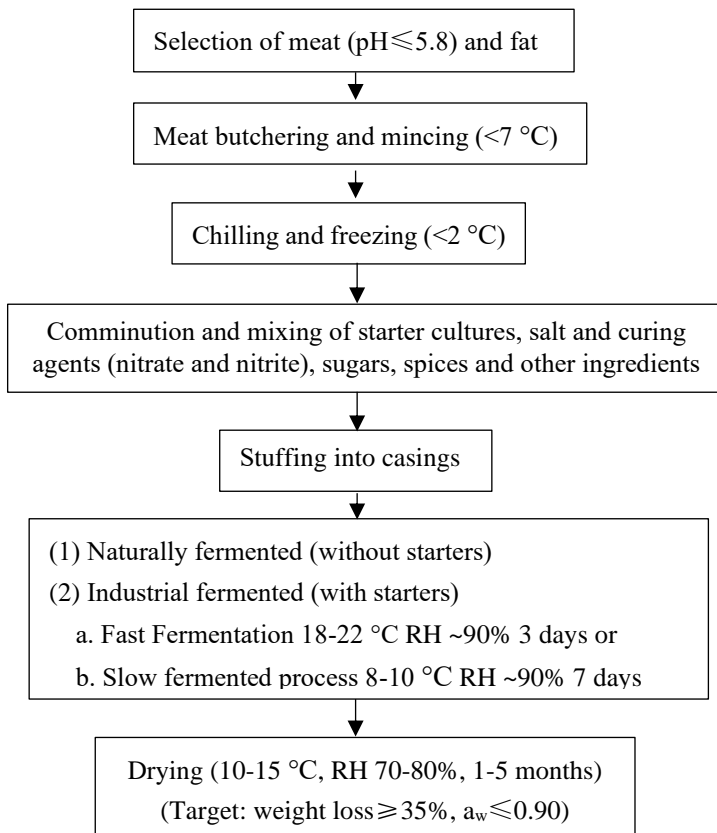 Selection of meat (pH≤5.8) and fat
Meat butchering and mincing (<7 °C)
Chilling and freezing (<2 °C)
Comminution and mixing of starter cultures, salt and curing
agents (nitrate and nitrite), sugars, spices and other ingredients
Stuffing into casings
(1) Naturally fermented (without starters)
(2) Industrial fermented (with starters)
a. Fast Fermentation 18-22 °C RH ~90% 3 days or
b. Slow fermented process 8-10 °C RH ~90% 7 days
Drying (10-15 °C, RH 70-80%, 1-5 months)
(Target: weight loss≥35%, aw≤0.90)